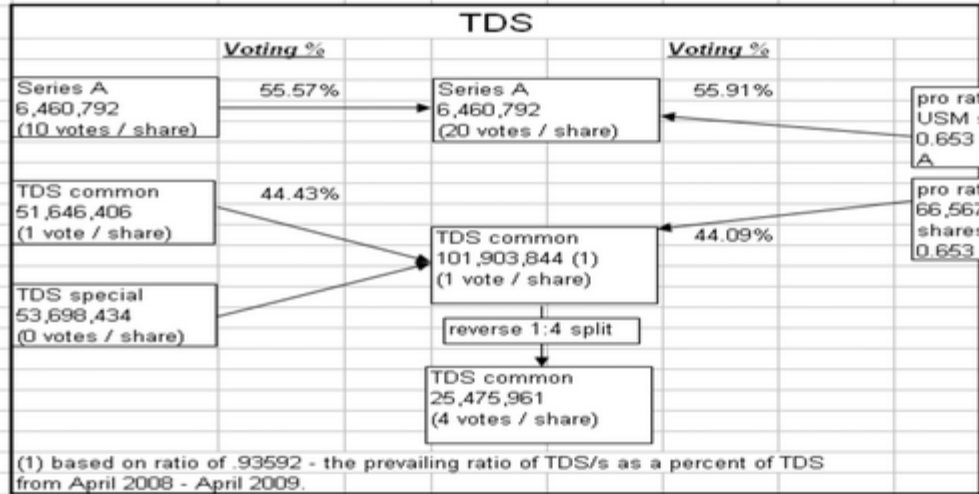 TDS
Voting %
Voting %
Series A
6,460,792
(10 votes / share)
55.57%
Series A
6,460,792
(20 votes / share)
55.91%
pro
USM
0.653
A
TDS common
51,646,406
(1 vote / share)
44.43%
pro
66,567
shares
0.653
TDS common
101,903,844 (1)
(1 vote / share)
44.09%
TDS special
53,698,434
(0 votes / share)
reverse 1:4 split
TDS common
25,475,961
(4 votes / share)
(1) based on ratio of .93592 - the prevailing ratio of TDS/s as a percent of TDS
from April 2008 - April 2009.